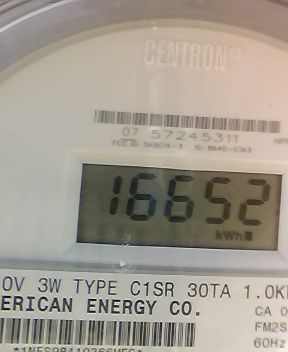 CENTRON®
07 57245311
16652
kWh
0V 3W TYPE C1SR 30TA 1.0K
ERICAN ENERGY CO.
CA 0
FM2S
60Hz